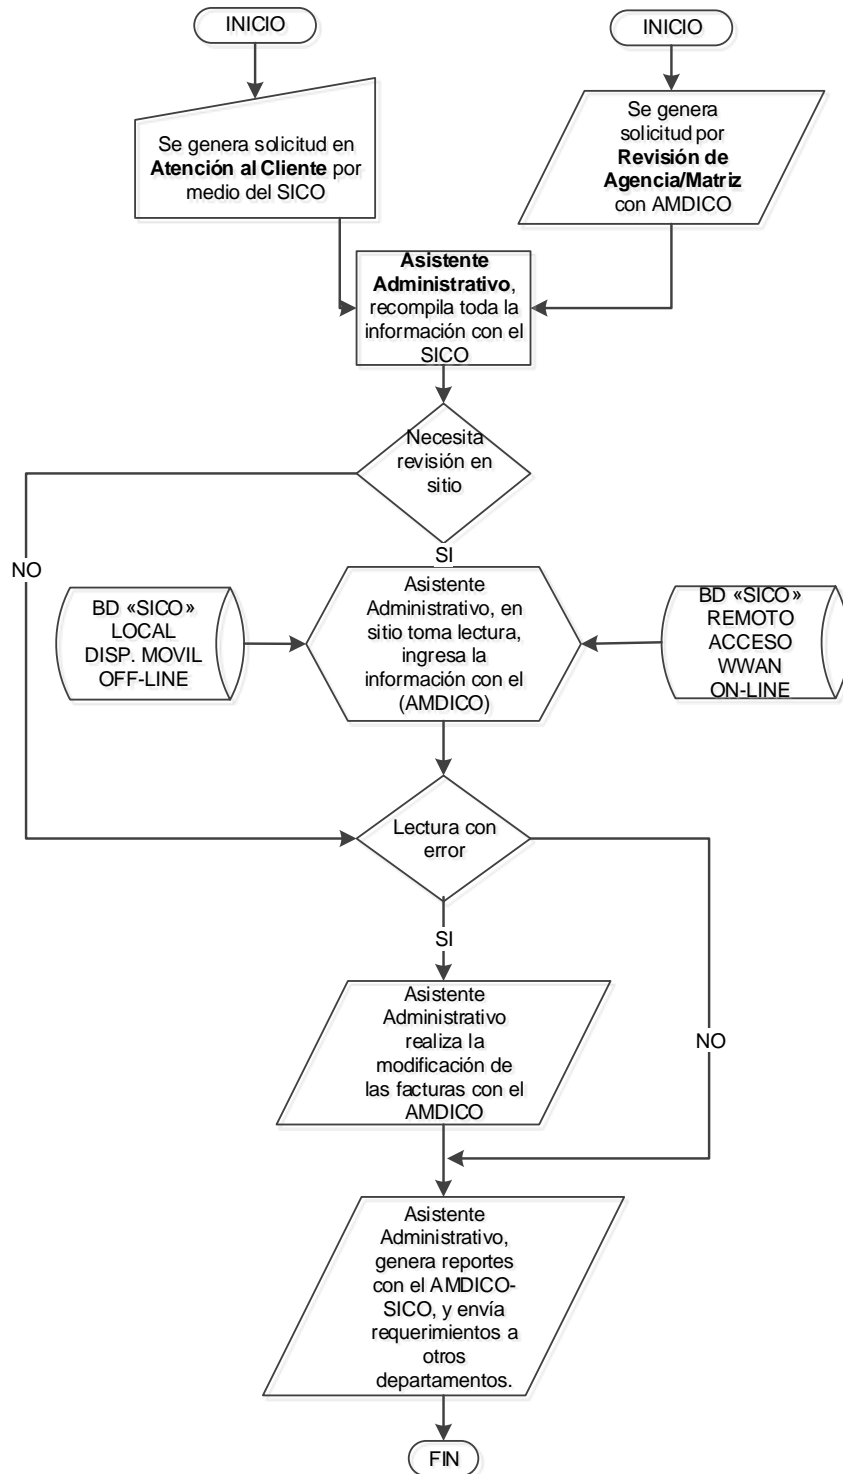 INICIO
INICIO
Se genera solicitud en
Atención al Cliente por
medio del SICO
Se genera
solicitud por
Revisión de
Agencia/Matriz
con AMDICO
Asistente
Administrativo,
recompila toda la
información con el
SICO
Necesita
revisión en
sitio
NO
SI
BD «SICO»
LOCAL
DISP. MOVIL
OFF-LINE
Asistente
Administrativo, en
sitio toma lectura,
ingresa la
información con el
(AMDICO)
BD «SICO»
REMOTO
ACCESO
WWAN
ON-LINE
Lectura con
error
SI
NO
Asistente
Administrativo
realiza la
modificación de
las facturas con el
AMDICO
Asistente
Administrativo,
genera reportes
con el AMDICO-
SICO, y envía
requerimientos a
otros
departamentos.
FIN